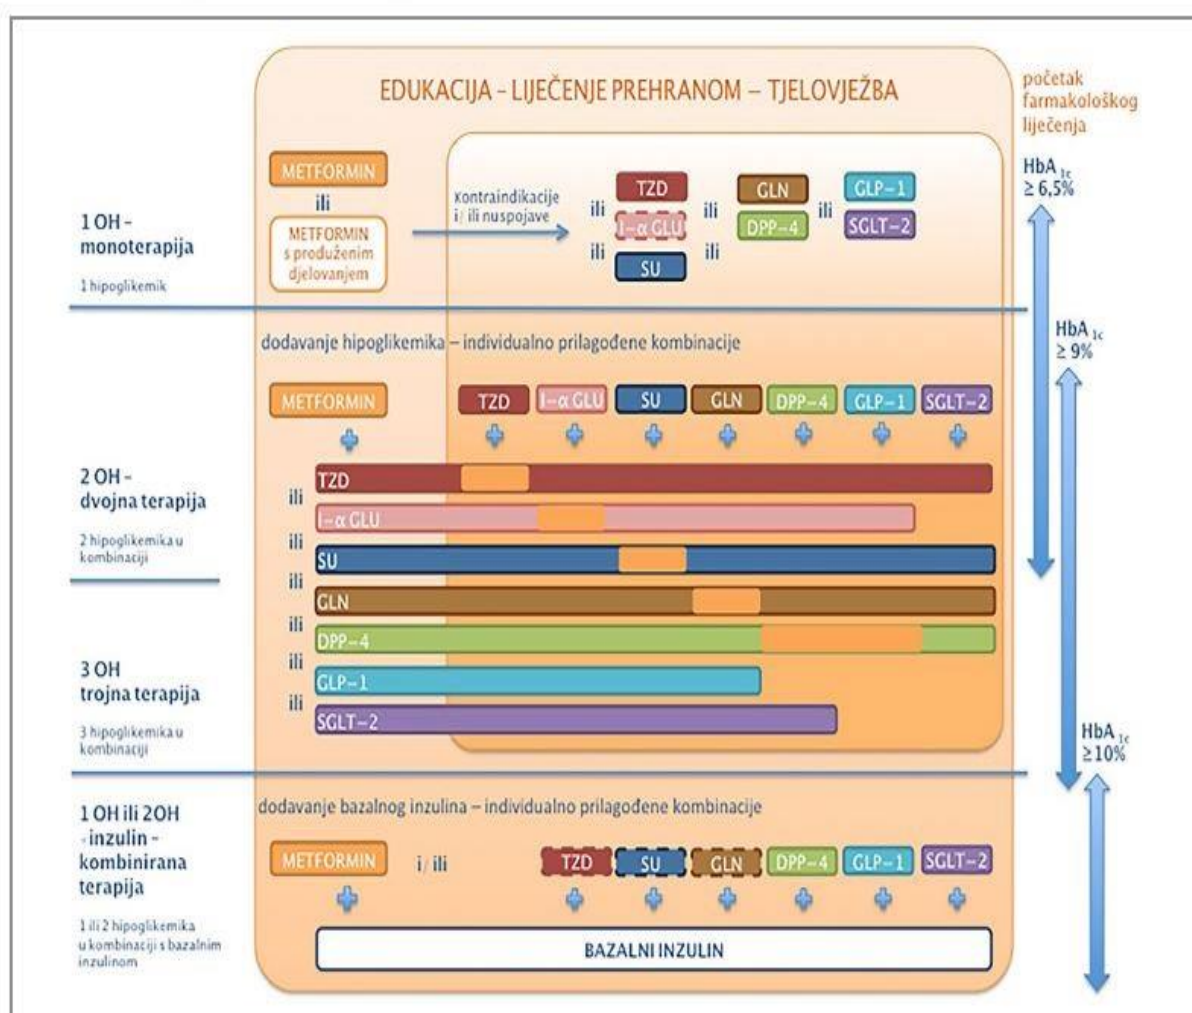 EDUKACIJA - LIJEČENJE PREHRANOM – TJELOVJEŽBA
početak
farmakološkog
liječenja
HbA 1c
≥ 6,5%
HbA 1c
≥ 9%
HbA 1c
≥10%
1 OH –
monoterapija
1 hipoglikemik
METFORMIN
ili
METFORMIN
s produženim
djelovanjem
Kontraindikacije
i/ ili nuspojave
ili
ili
TZD
I-α GLU
SU
ili
ili
GLN
DPP-4
ili
GLP-1
SGLT-2
dodavanje hipoglikemika – individualno prilagođene kombinacije
METFORMIN
TZD
I-α GLU
SU
GLN
DPP-4
GLP-1
SGLT-2
2 OH –
dvojna terapija
2 hipoglikemika u
kombinaciji
3 OH
trojna terapija
3 hipoglikemika u
kombinaciji
TZD
ili
I-α GLU
ili
SU
ili
GLN
ili
DPP-4
ili
GLP-1
ili
SGLT-2
dodavanje bazalnog inzulina – individualno prilagođene kombinacije
1 OH ili 2OH
-inzulin –
kombinirana
terapija
1 ili 2 hipoglikemika
u kombinaciji s bazalnim
inzulinom
METFORMIN
i/ ili
TZD
SU
GLN
DPP-4
GLP-1
SGLT-2
BAZALNI INZULIN